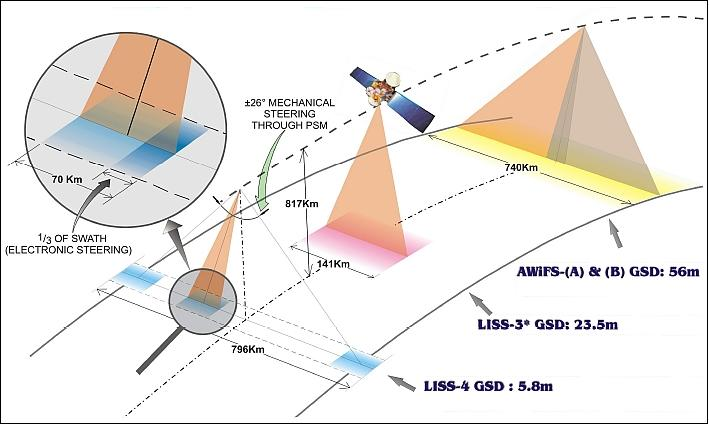 ±26° MECHANICAL
STEERING
THROUGH PSM
70 Km
1/3 OF SWATH
(ELECTRONIC STEERING)
817Km
740Km
141Km
796Km
AWiFS-(A) & (B) GSD: 56m
LISS-3* GSD: 23.5m
LISS-4 GSD : 5.8m